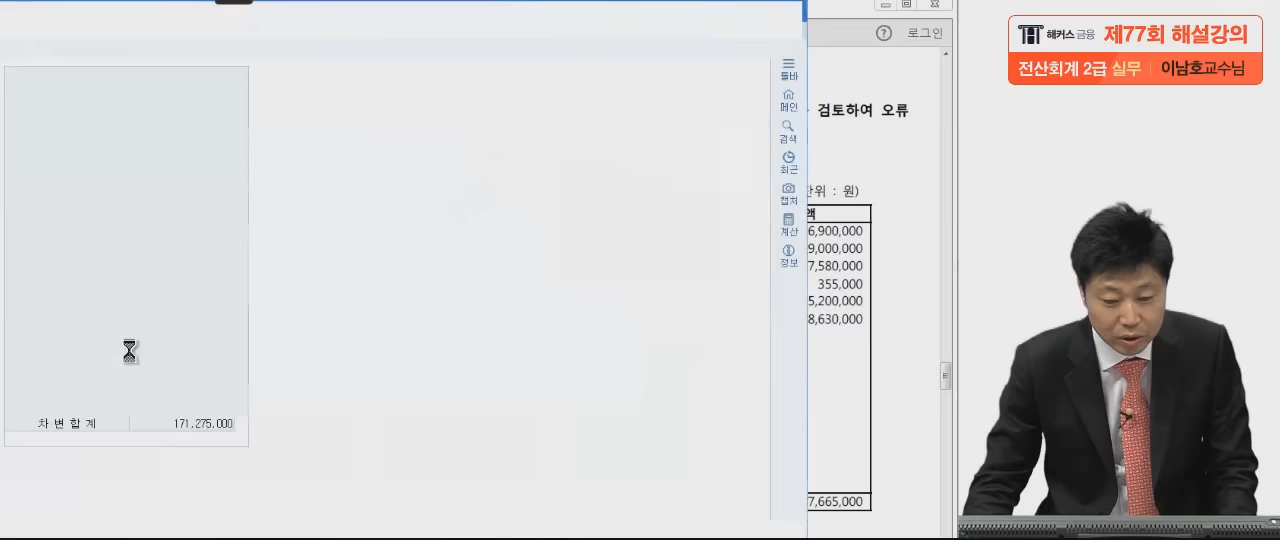 로그인
해커스 금융 제77회 해설강의
전산회계 2급 실무 | 이남호교수님
툴바
메인
검색
최근
캡처
계산
정보
검토하여 오류
위 : 원)
액
6,900,000
9,000,000
7,580,000
355,000
5,200,000
8,630,000
7,665,000
차 변 합 계 171,275,000